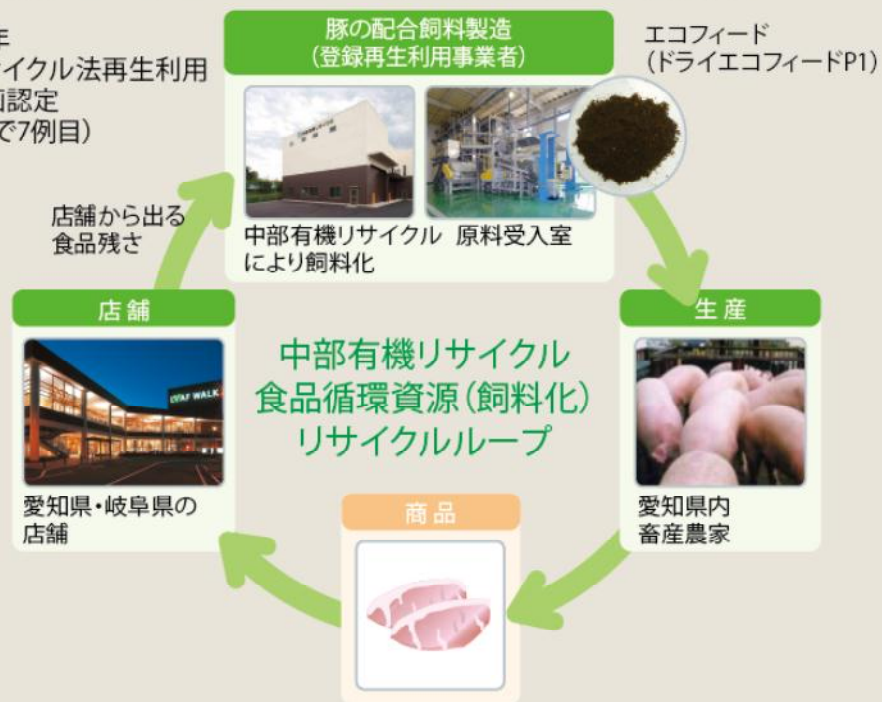 年
イクル法再生利用
画認定
で7例目）
豚の配合飼料製造
（登録再生利用事業者）
エコフィード
（ドライエコフィードP1）
店舗から出る
食品残さ
中部有機リサイクル
により飼料化
原料受入室
店舗
生産
中部有機リサイクル
食品循環資源（飼料化）
リサイクルループ
WALK
愛知県・岐阜県の
店舗
愛知県内
畜産農家
商品